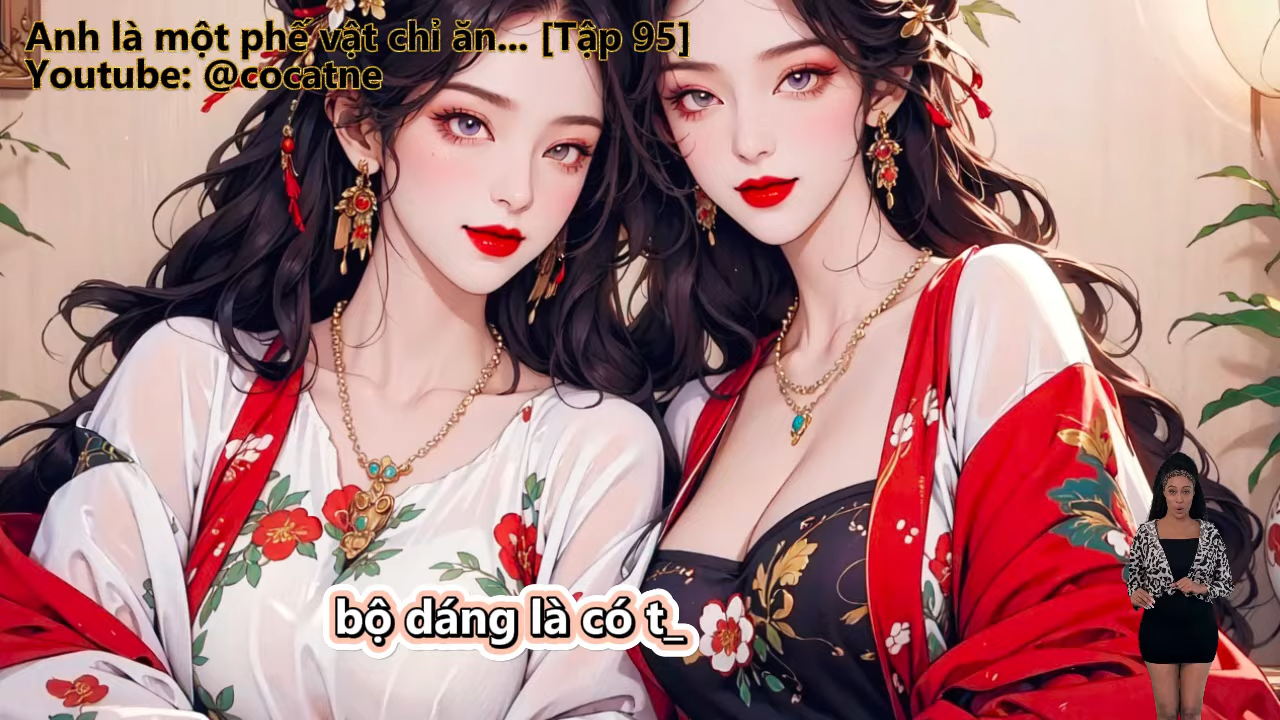 Anh là một phế vật chỉ ăn... [Tập 95]
Youtube: @cocatne
bộ dáng là có t_